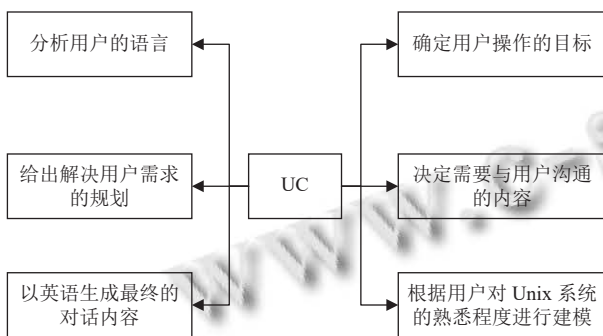 分析用户的语言
确定用户操作的目标
给出解决用户需求
的规划
UC
决定需要与用户沟通
的内容
以英语生成最终的
对话内容
根据用户对 Unix 系统
的熟悉程度进行建模